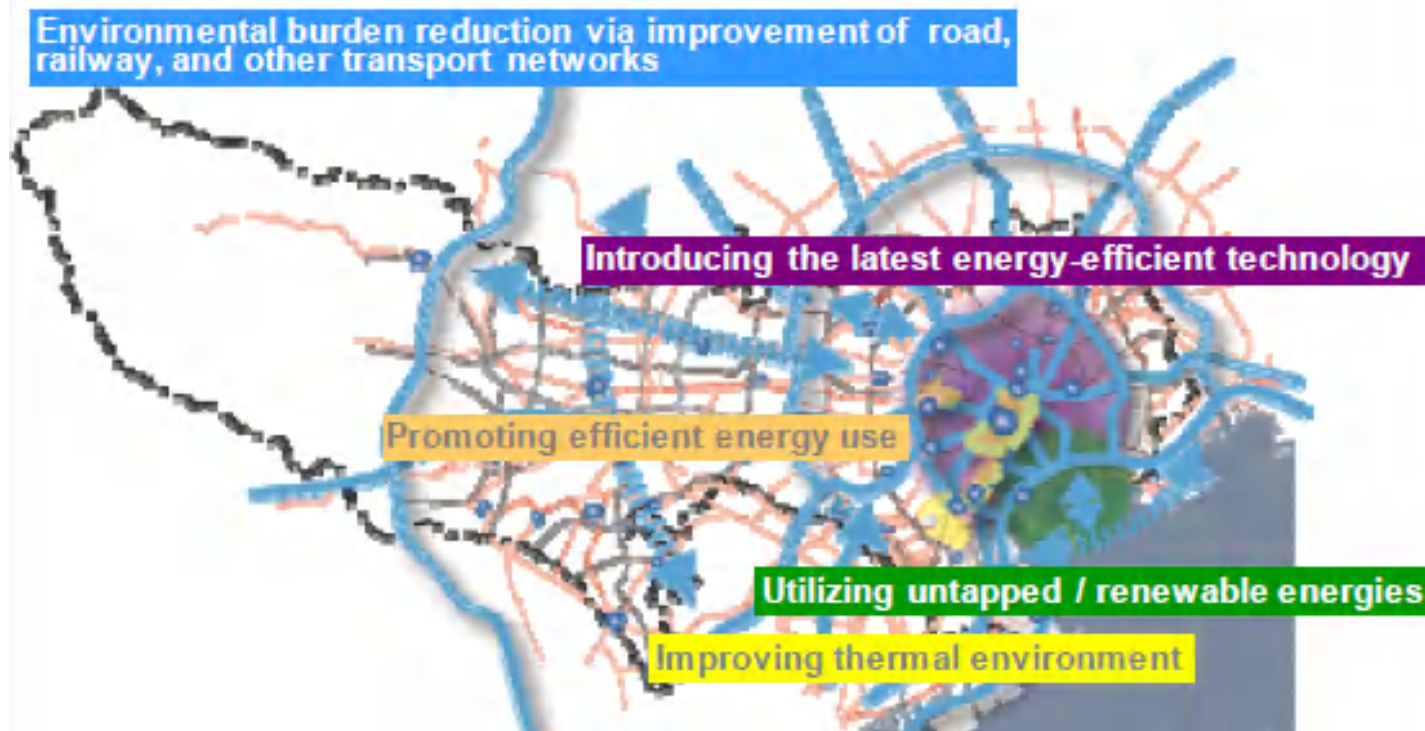 Environmental burden reduction via improvement of road,
railway, and other transport networks
Introducing the latest energy-efficient technology
Promoting efficient energy use
Utilizing untapped / renewable energies
Improving thermal environment